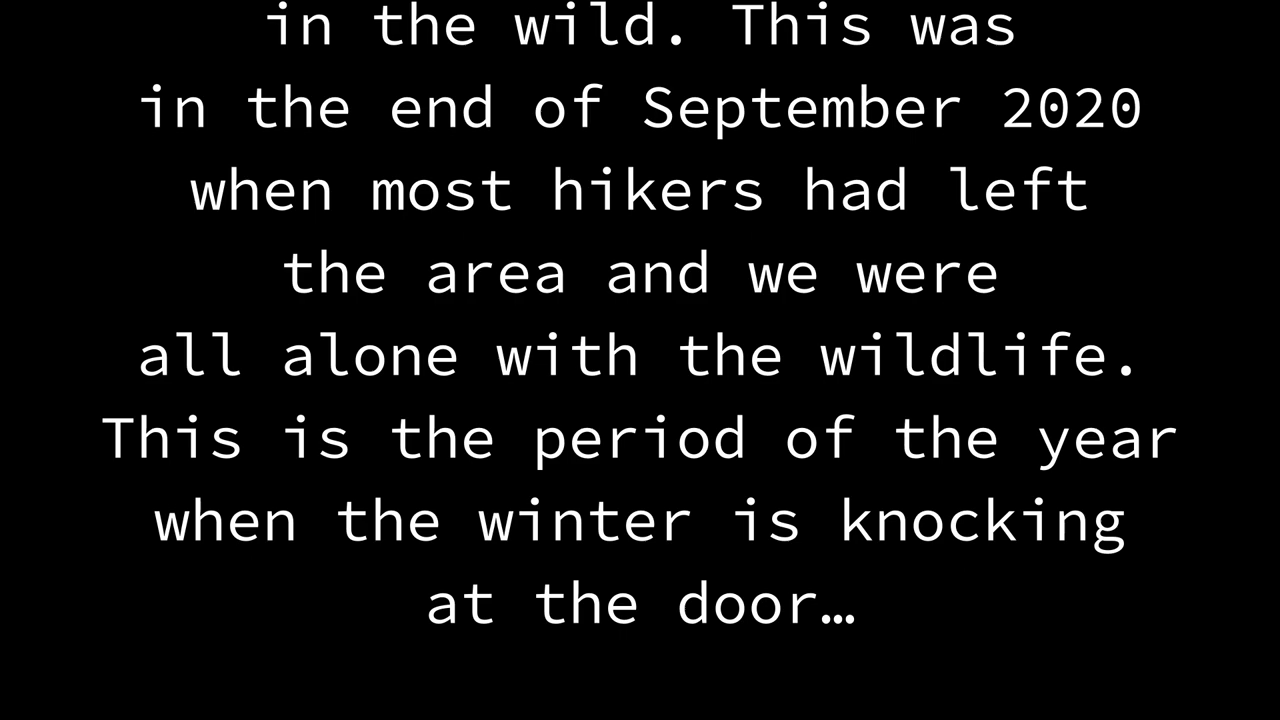 in the wild. This was
in the end of September 2020
when most hikers had left
the area and we were
all alone with the wildlife.
This is the period of the year
when the winter is knocking
at the door…